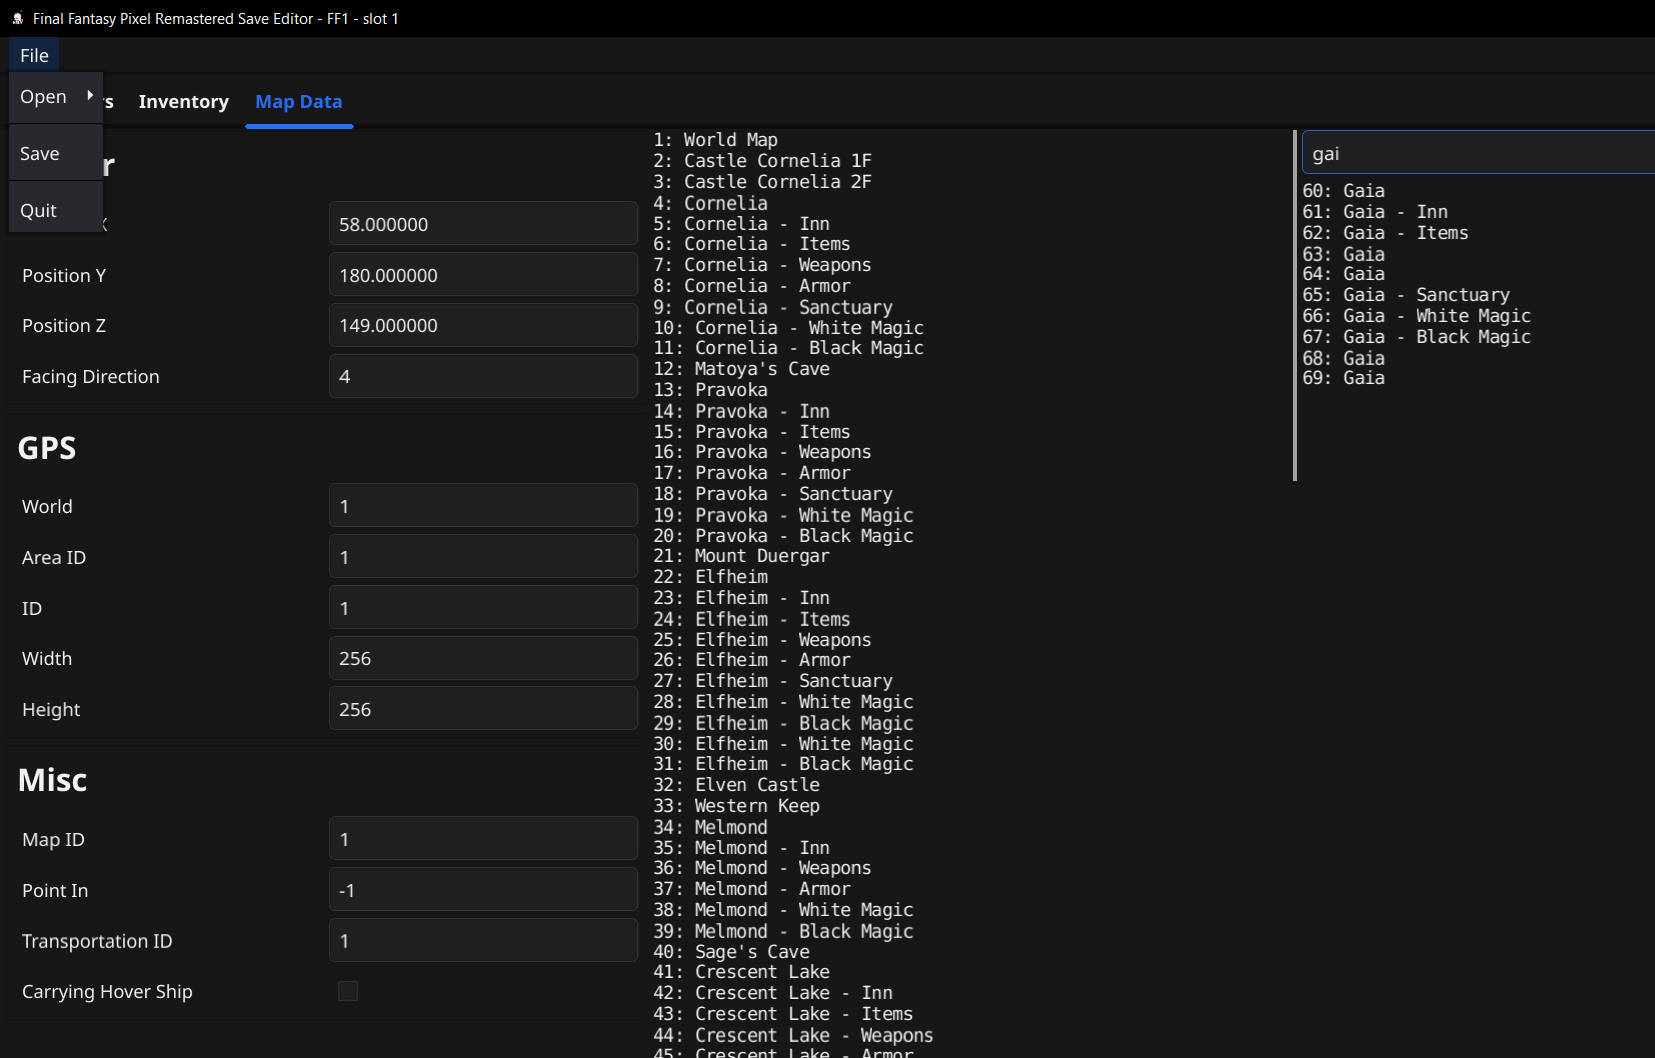 Final Fantasy Pixel Remastered Save Editor - FF1 - slot 1
File
Open
Save
Quit
Inventory
Map Data
58.000000
Position Y
180.000000
Position Z
149.000000
Facing Direction
4
GPS
World
1
Area ID
1
ID
1
Width
256
Height
256
Misc
Map ID
1
Point In
-1
Transportation ID
1
Carrying Hover Ship
1: World Map
2: Castle Cornelia 1F
3: Castle Cornelia 2F
4: Cornelia
5: Cornelia - Inn
6: Cornelia - Items
7: Cornelia - Weapons
8: Cornelia - Armor
9: Cornelia - Sanctuary
10: Cornelia - White Magic
11: Cornelia - Black Magic
12: Matoya's Cave
13: Pravoka
14: Pravoka - Inn
15: Pravoka - Items
16: Pravoka - Weapons
17: Pravoka - Armor
18: Pravoka - Sanctuary
19: Pravoka - White Magic
20: Pravoka - Black Magic
21: Mount Duergar
22: Elfheim
23: Elfheim - Inn
24: Elfheim - Items
25: Elfheim - Weapons
26: Elfheim - Armor
27: Elfheim - Sanctuary
28: Elfheim - White Magic
29: Elfheim - Black Magic
30: Elfheim - White Magic
31: Elfheim - Black Magic
32: Elven Castle
33: Western Keep
34: Melmond
35: Melmond - Inn
36: Melmond - Weapons
37: Melmond - Armor
38: Melmond - White Magic
39: Melmond - Black Magic
40: Sage's Cave
41: Crescent Lake
42: Crescent Lake - Inn
43: Crescent Lake - Items
44: Crescent Lake - Weapons
45: Crescent Lake - Armor
gai
60: Gaia
61: Gaia - Inn
62: Gaia - Items
63: Gaia
64: Gaia
65: Gaia - Sanctuary
66: Gaia - White Magic
67: Gaia - Black Magic
68: Gaia
69: Gaia